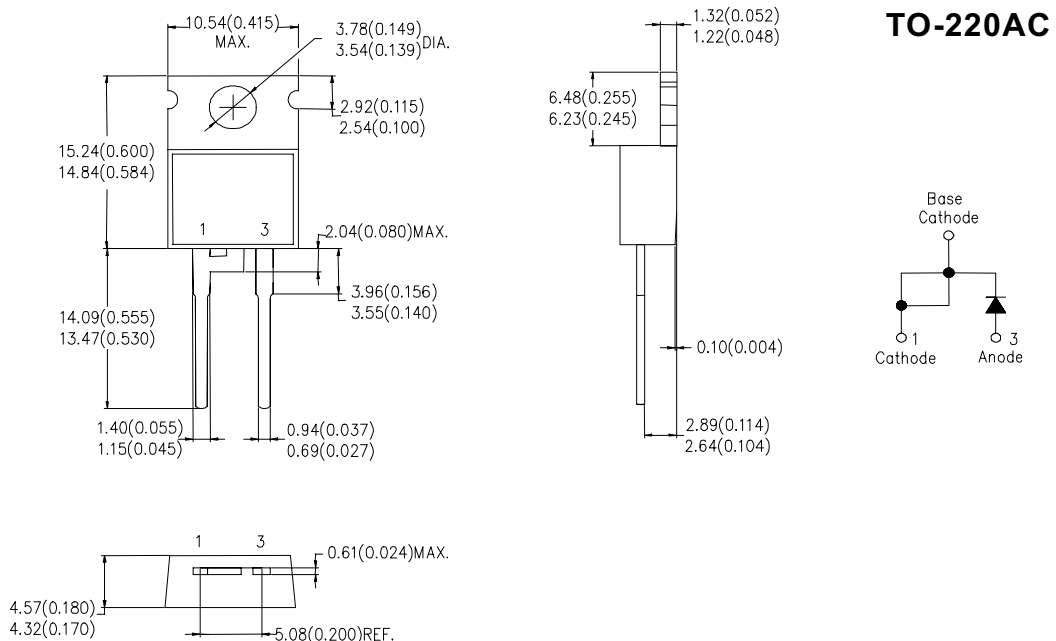 TO-220AC
10.54(0.415)
MAX.
3.78(0.149)
3.54(0.139)
DIA.
2.92(0.115)
2.54(0.100)
15.24(0.600)
14.84(0.584)
1 3
2.04(0.080)MAX.
3.96(0.156)
3.55(0.140)
14.09(0.555)
13.47(0.530)
1.40(0.055)
1.15(0.045)
0.94(0.037)
0.69(0.027)
1.32(0.052)
1.22(0.048)
6.48(0.255)
6.23(0.245)
0.10(0.004)
2.89(0.114)
2.64(0.104)
Base
Cathode
1
Cathode
3
Anode
1 3
0.61(0.024)MAX.
4.57(0.180)
4.32(0.170)
5.08(0.200)REF.